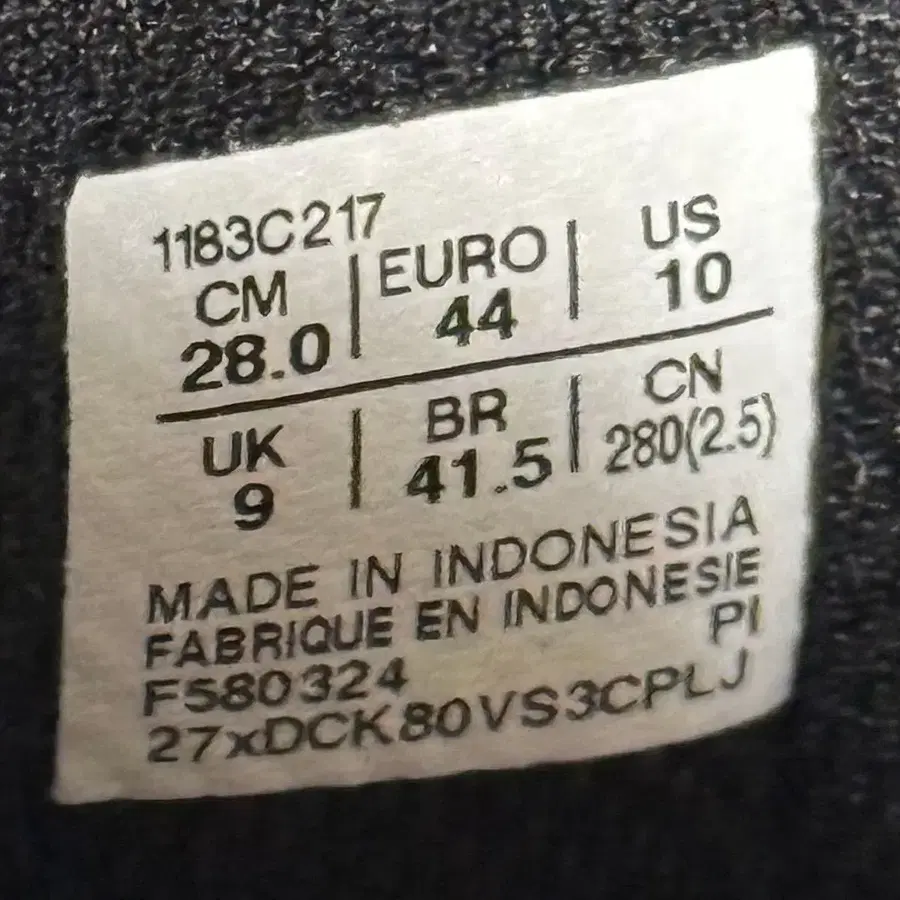 1183C217
CM | EURO | US
28.0 | 44 | 10
UK | BR | CN
9 | 41.5 | 280(2.5)
MADE IN INDONESIA
FABRIQUE EN INDONESIE
PI
F580324
27xDCK80VS3CPLJ